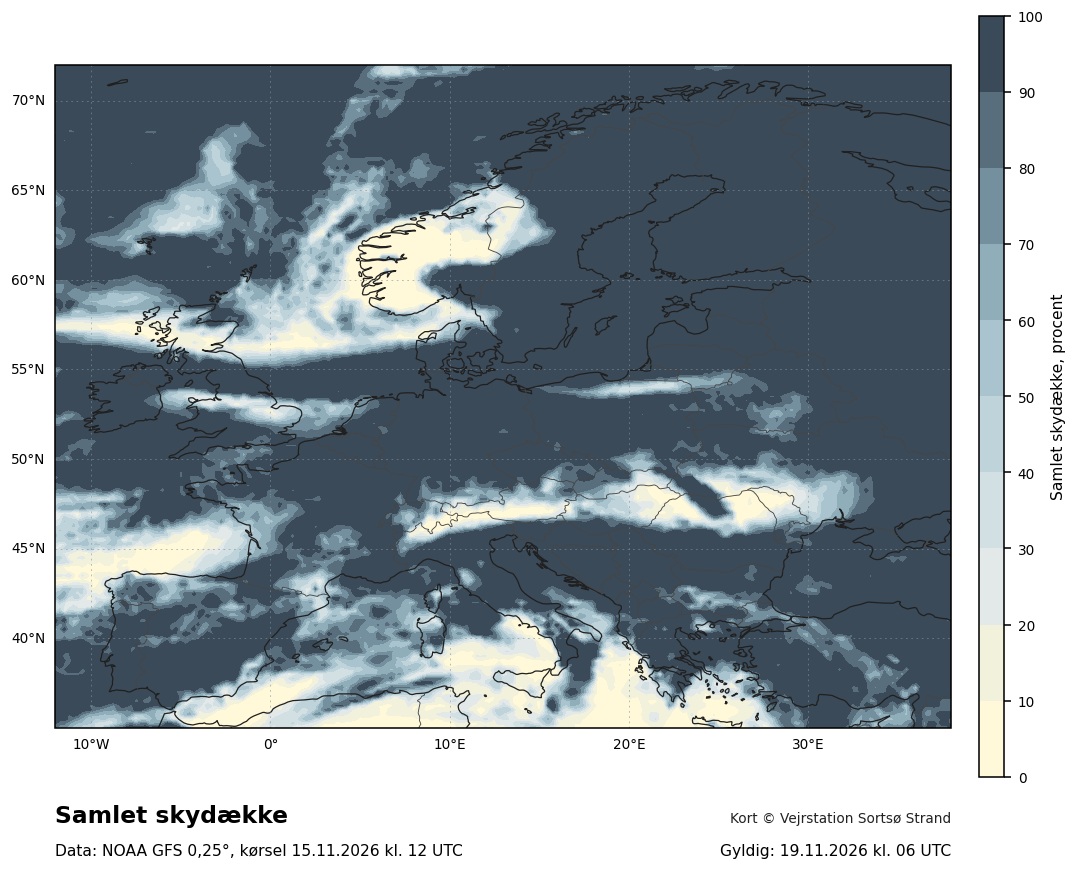 100
90
80
70
60
50
40
30
20
10
0
Samlet skydække, procent
70°N
65°N
60°N
55°N
50°N
45°N
40°N
10°W
0°
10°E
20°E
30°E
Samlet skydække
Kort © Vejrstation Sortsø Strand
Data: NOAA GFS 0,25°, kørsel 15.11.2026 kl. 12 UTC
Gyldig: 19.11.2026 kl. 06 UTC